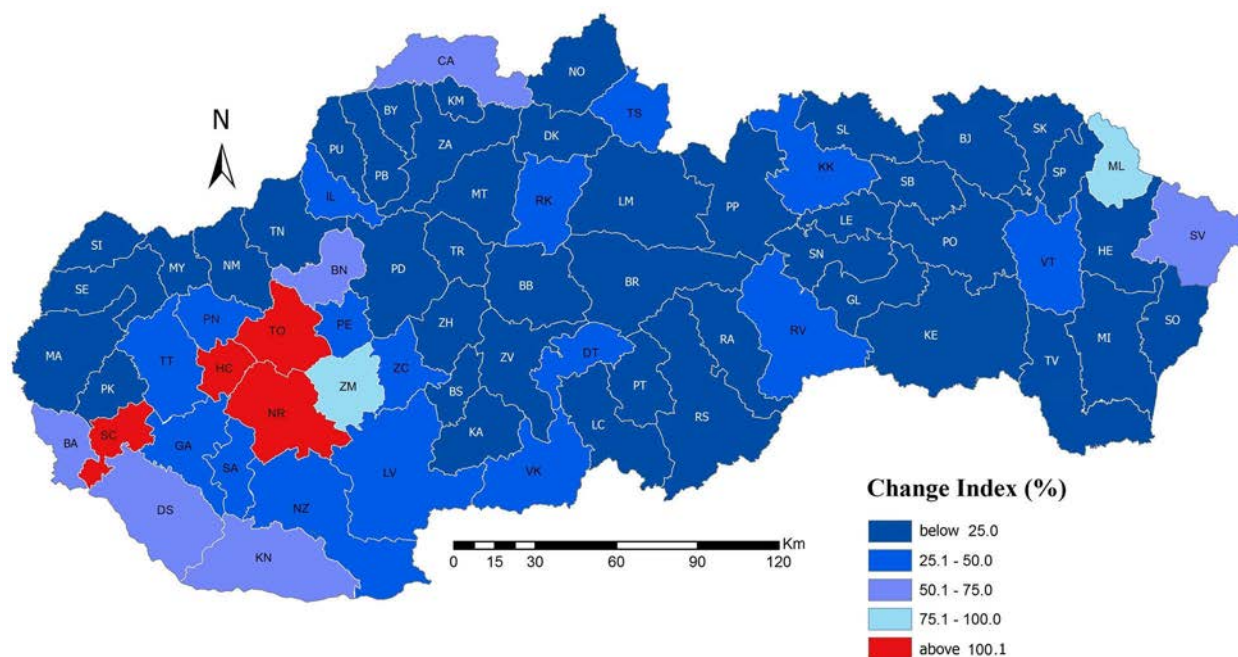 CA
NO
KM
BY
TS
DK
ZA
PU
PB
SL
BJ
SK
SP
ML
KK
SB
IL
MT
RK
LM
PP
LE
PO
HE
SV
SI
TN
SE
MY
NM
BN
PD
TR
BB
BR
SN
GL
VT
PN
TO
PE
ZH
MA
TT
HC
ZM
ZC
ZV
DT
RA
RV
KE
TV
MI
SO
PK
NR
BS
PT
SC
BA
GA
SA
KA
LC
RS
LV
VK
DS
NZ
KN
N
Km
0 15 30 60 90 120
Change Index (%)
below 25.0
25.1 - 50.0
50.1 - 75.0
75.1 - 100.0
above 100.1